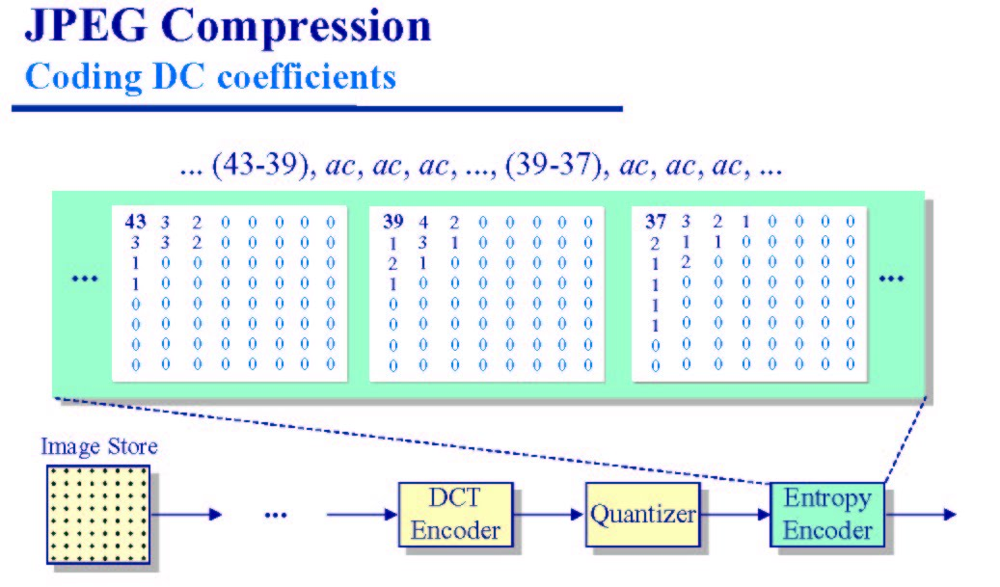 JPEG Compression
Coding DC coefficients
... (43-39), ac, ac, ac, ..., (39-37), ac, ac, ac, ...
43 3 2 0 0 0 0 0
3 3 2 0 0 0 0 0
1 0 0 0 0 0 0 0
1 0 0 0 0 0 0 0
0 0 0 0 0 0 0 0
0 0 0 0 0 0 0 0
0 0 0 0 0 0 0 0
0 0 0 0 0 0 0 0
39 4 2 0 0 0 0 0
1 3 1 0 0 0 0 0
2 1 0 0 0 0 0 0
1 0 0 0 0 0 0 0
0 0 0 0 0 0 0 0
0 0 0 0 0 0 0 0
0 0 0 0 0 0 0 0
0 0 0 0 0 0 0 0
37 3 2 1 0 0 0 0
2 1 1 0 0 0 0 0
1 2 0 0 0 0 0 0
1 0 0 0 0 0 0 0
1 0 0 0 0 0 0 0
1 0 0 0 0 0 0 0
0 0 0 0 0 0 0 0
0 0 0 0 0 0 0 0
...
...
Image Store
...
DCT
Encoder
Quantizer
Entropy
Encoder